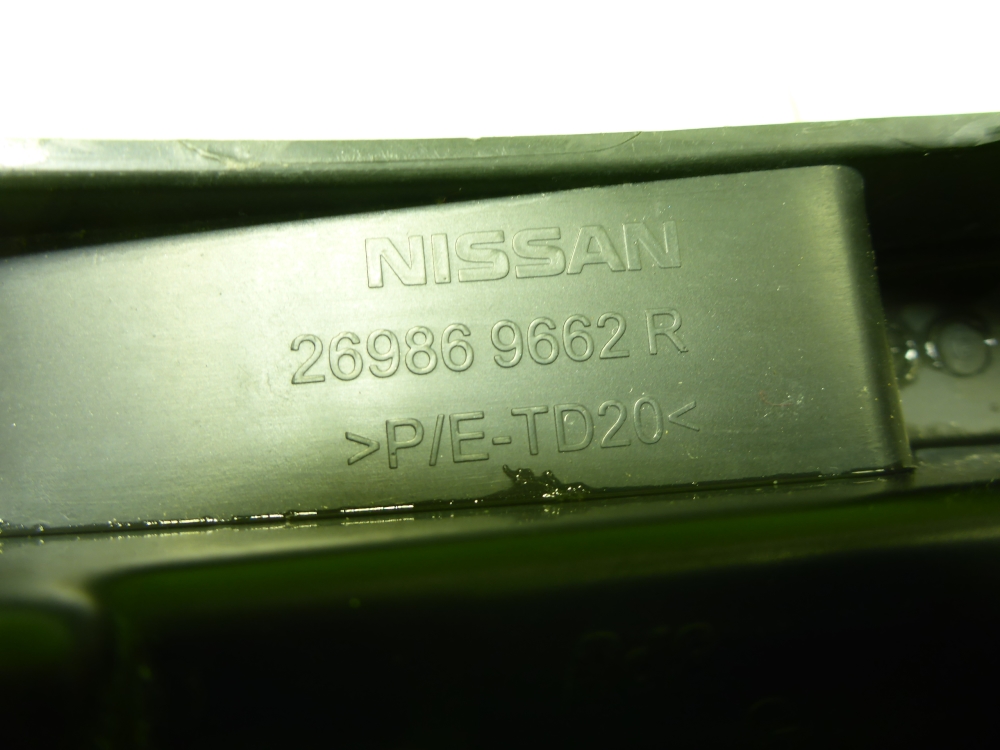 NISSAN
26986 9662 R
>P/E-TD20<